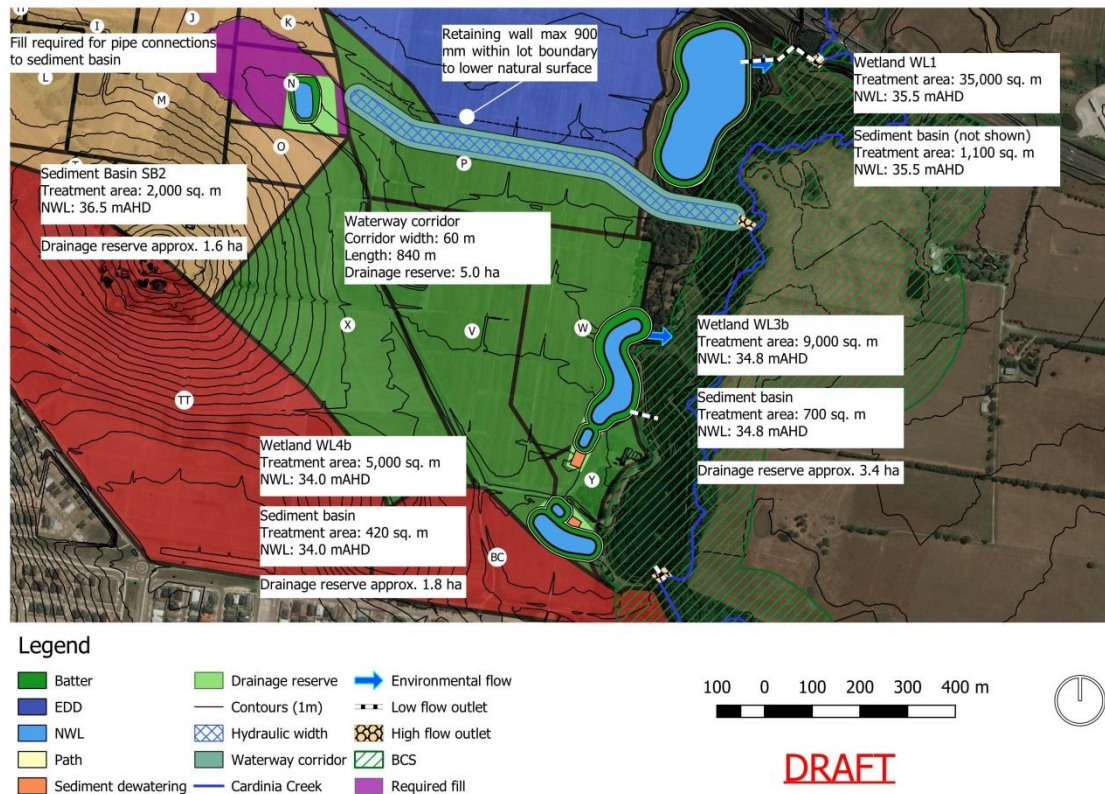 H
I
J
K
Fill required for pipe connections
to sediment basin
L
M
N
O
Retaining wall max 900
mm within lot boundary
to lower natural surface
P
Wetland WL1
Treatment area: 35,000 sq. m
NWL: 35.5 mAHD
Sediment basin (not shown)
Treatment area: 1,100 sq. m
NWL: 35.5 mAHD
Sediment Basin SB2
Treatment area: 2,000 sq. m
NWL: 36.5 mAHD
Drainage reserve approx. 1.6 ha
Waterway corridor
Corridor width: 60 m
Length: 840 m
Drainage reserve: 5.0 ha
X
V
W
Wetland WL3b
Treatment area: 9,000 sq. m
NWL: 34.8 mAHD
Sediment basin
Treatment area: 700 sq. m
NWL: 34.8 mAHD
Drainage reserve approx. 3.4 ha
TT
Wetland WL4b
Treatment area: 5,000 sq. m
NWL: 34.0 mAHD
Sediment basin
Treatment area: 420 sq. m
NWL: 34.0 mAHD
Drainage reserve approx. 1.8 ha
Y
BC
Legend
Batter
EDD
NWL
Path
Sediment dewatering
Drainage reserve
Contours (1m)
Hydraulic width
Waterway corridor
Cardinia Creek
Environmental flow
Low flow outlet
High flow outlet
BCS
Required fill
100 0 100 200 300 400 m
DRAFT